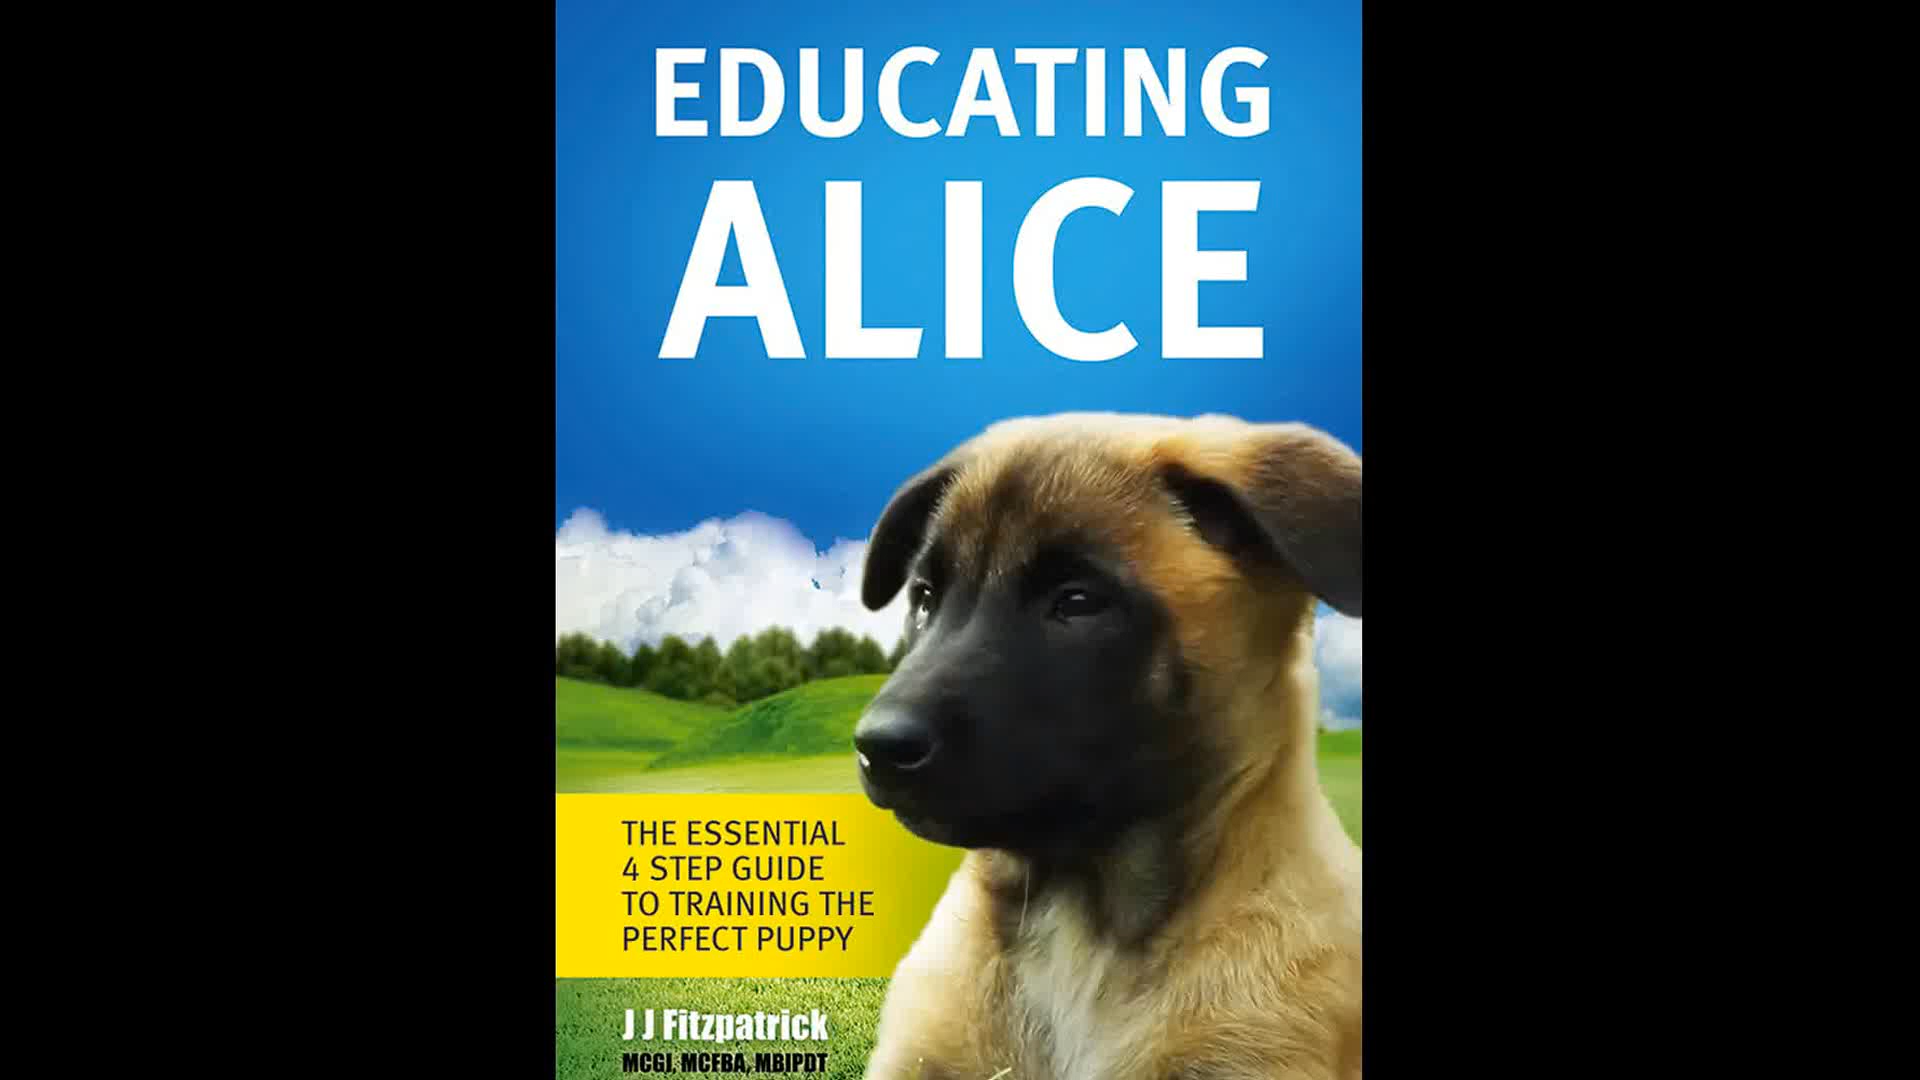 EDUCATING
ALICE
THE ESSENTIAL
4 STEP GUIDE
TO TRAINING THE
PERFECT PUPPY
J J Fitzpatrick
MCGI, MCFBA, MBIPDT